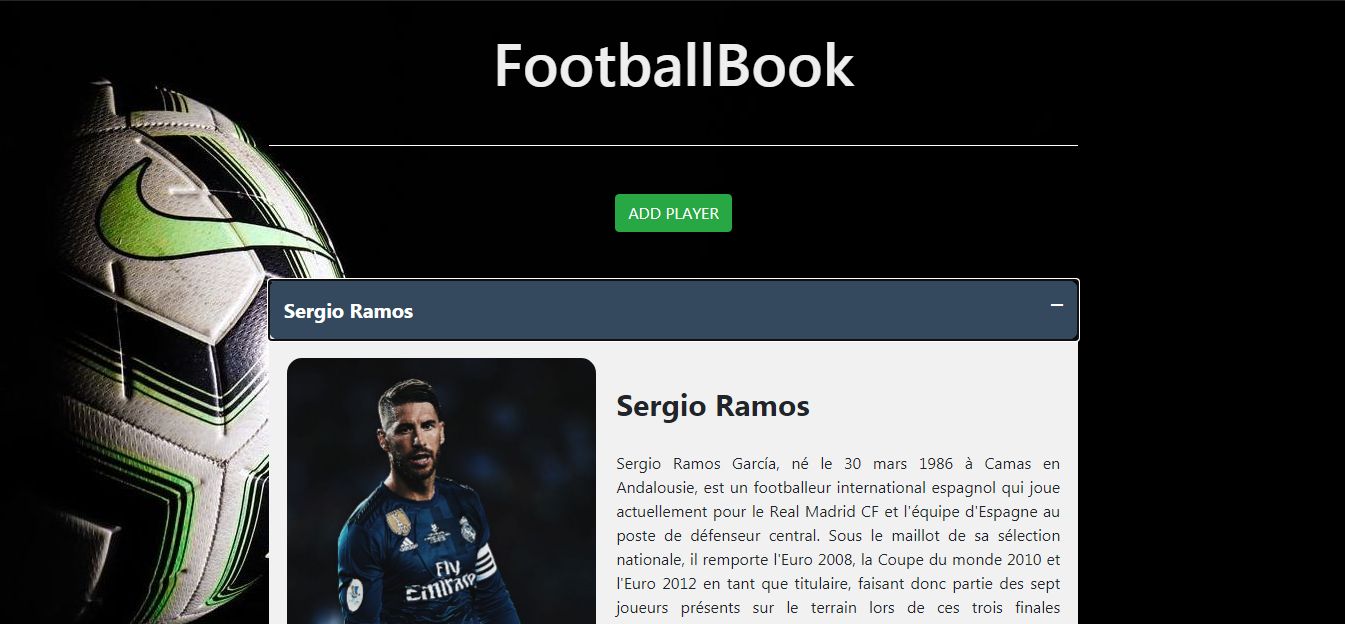 FootballBook
ADD PLAYER
Sergio Ramos
Sergio Ramos
Sergio Ramos García, né le 30 mars 1986 à Camas en
Andalousie, est un footballeur international espagnol qui joue
actuellement pour le Real Madrid CF et l'équipe d'Espagne au
poste de défenseur central. Sous le maillot de sa sélection
nationale, il remporte l'Euro 2008, la Coupe du monde 2010 et
l'Euro 2012 en tant que titulaire, faisant donc partie des sept
joueurs présents sur le terrain lors de ces trois finales
Fly
Emirates